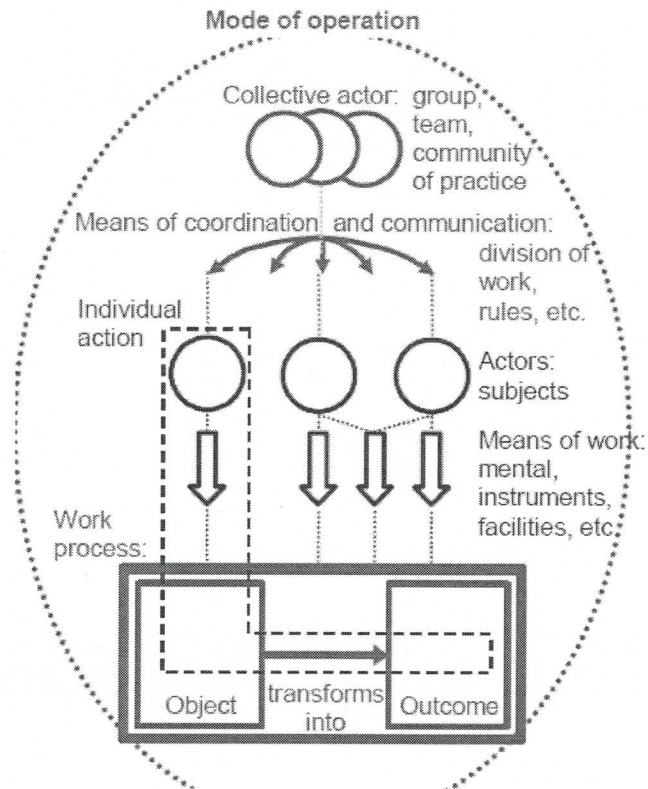 Mode of operation
Collective actor: group,
team,
community
of practice
Means of coordination and communication:
division of
work,
rules, etc.
Individual
action
Actors:
subjects
Means of work:
mental,
instruments,
facilities, etc
Work
process:
Object
transforms
into
Outcome